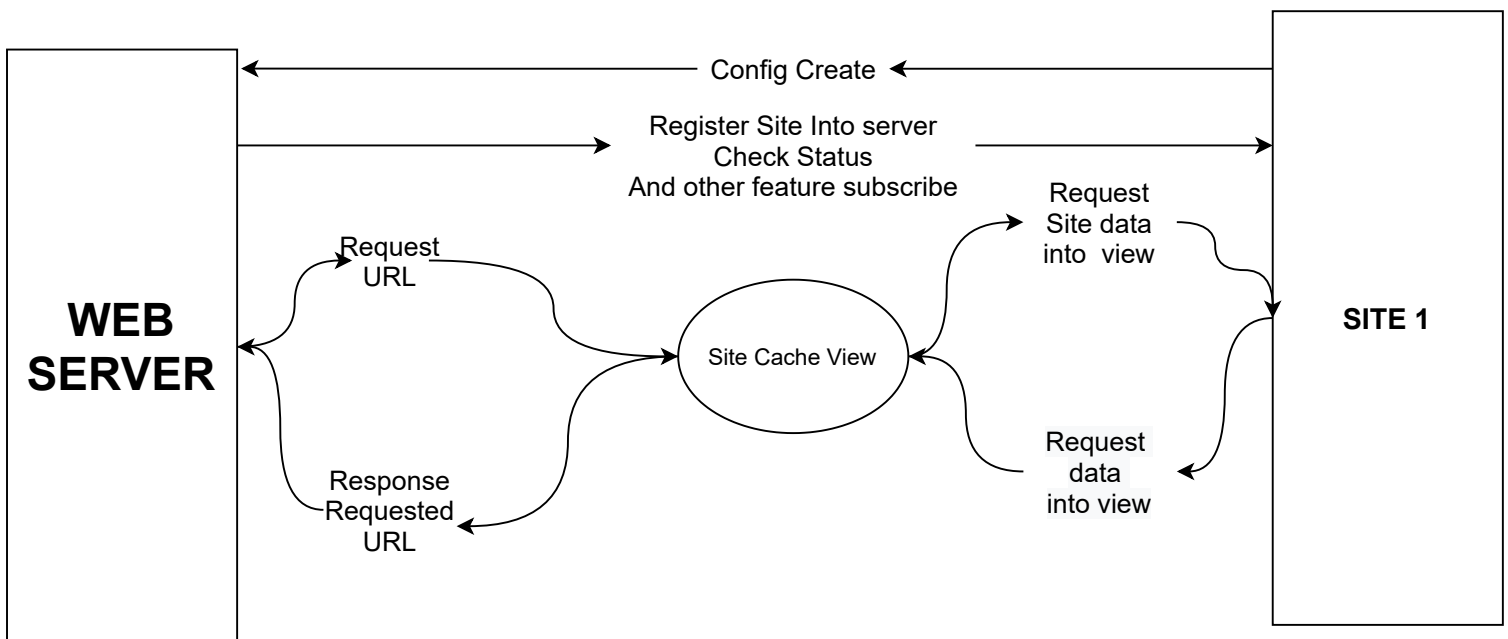 Config Create
Register Site Into server
Check Status
And other feature subscribe
Request
Site data
into view
Request
URL
WEB
SERVER
Site Cache View
SITE 1
Response
Requested
URL
Request
data
into view